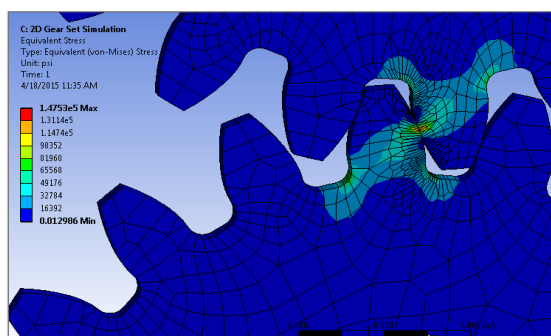 C: 2D Gear Set Simulation
Equivalent Stress
Type: Equivalent (von-Mises) Stress
Unit: psi
Time: 1
4/18/2015 11:35 AM
1.4753e5 Max
1.3114e5
1.1474e5
98352
81960
65568
49176
32784
16392
0.012986 Min